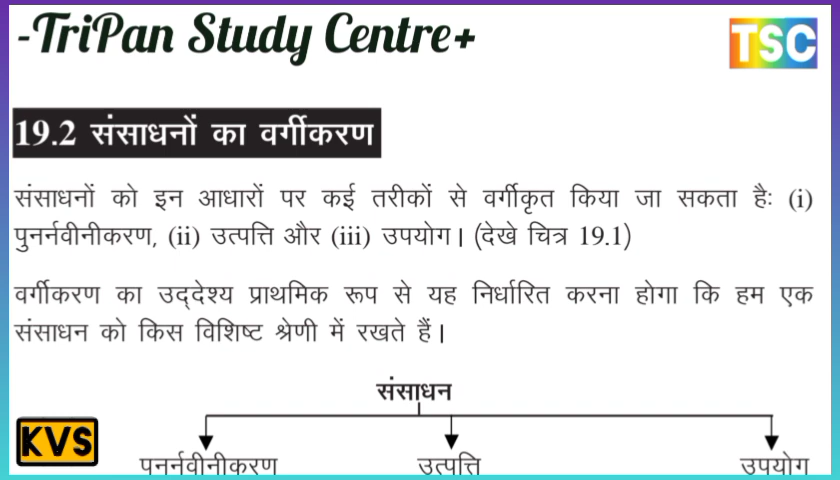 -TriPan Study Centre+
TSC
19.2 संसाधनों का वर्गीकरण
संसाधनों को इन आधारों पर कई तरीकों से वर्गीकृत किया जा सकता हैः (i)
पुनर्नवीनीकरण, (ii) उत्पत्ति और (iii) उपयोग। (देखे चित्र 19.1)
वर्गीकरण का उद्देश्य प्राथमिक रूप से यह निर्धारित करना होगा कि हम एक
संसाधन को किस विशिष्ट श्रेणी में रखते हैं।
संसाधन
KVS
पनर्नवीनीकरण उत्पत्ति उपयोग